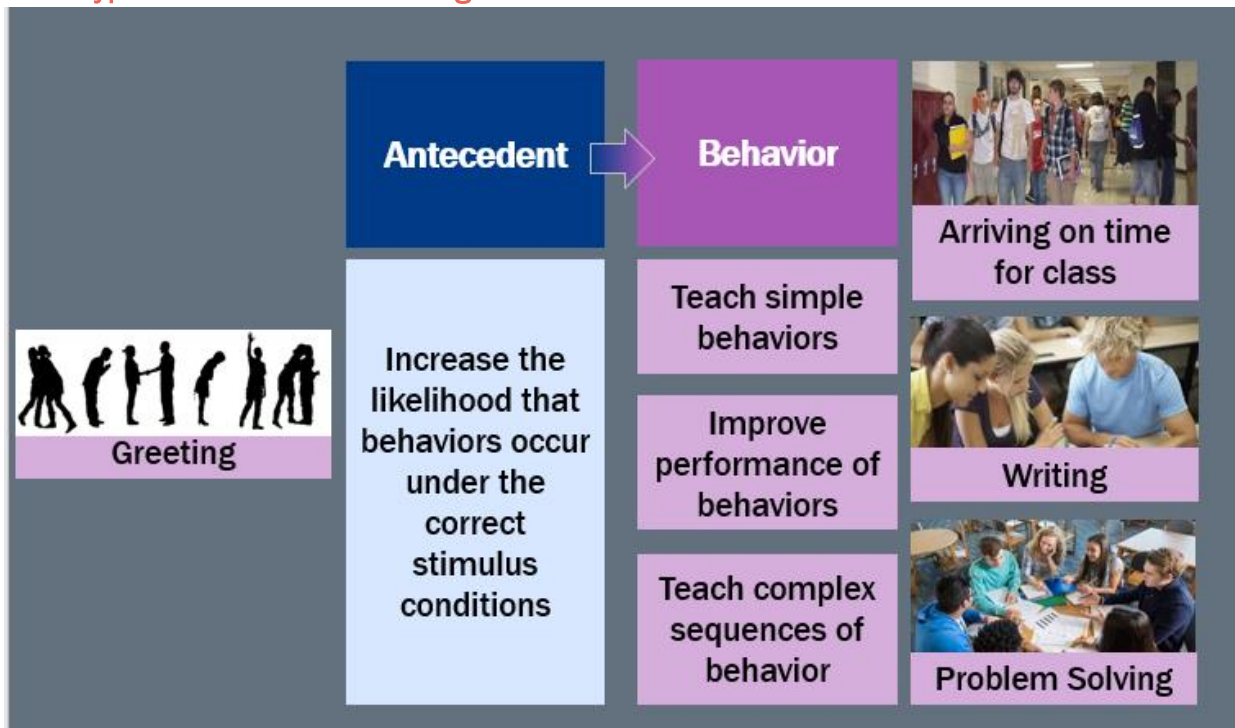 Antecedent
Behavior
Arriving on time
for class
Teach simple
behaviors
Increase the
likelihood that
behaviors occur
under the
correct
stimulus
conditions
Greeting
Improve
performance of
behaviors
Writing
Teach complex
sequences of
behavior
Problem Solving